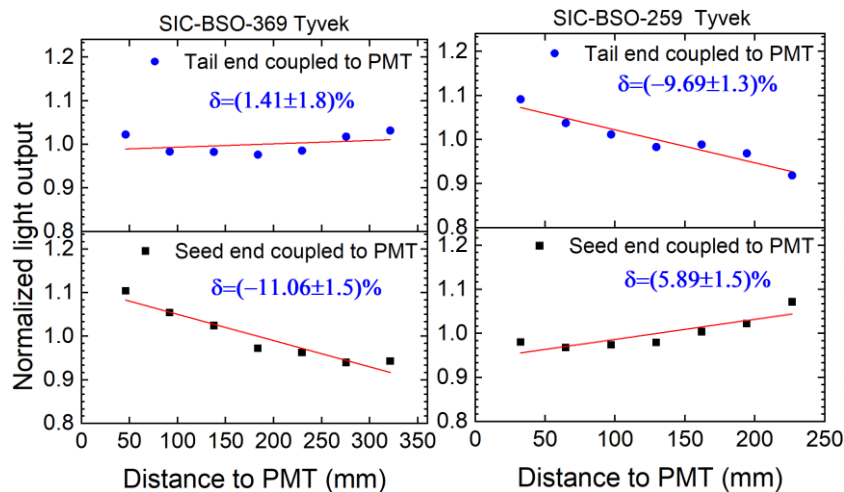 SIC-BSO-369 Tyvek
1.2
Tail end coupled to PMT
1.1
δ=(1.41±1.8)%
1.0
0.9
0.8
1.2
Seed end coupled to PMT
1.1
δ=(−11.06±1.5)%
1.0
0.9
0.8
0 50 100 150 200 250 300 350
Distance to PMT (mm)
Normalized light output
SIC-BSO-259 Tyvek
1.2
Tail end coupled to PMT
1.1
δ=(−9.69±1.3)%
1.0
0.9
0.8
1.2
Seed end coupled to PMT
1.1
δ=(5.89±1.5)%
1.0
0.9
0.8
0 50 100 150 200 250
Distance to PMT (mm)